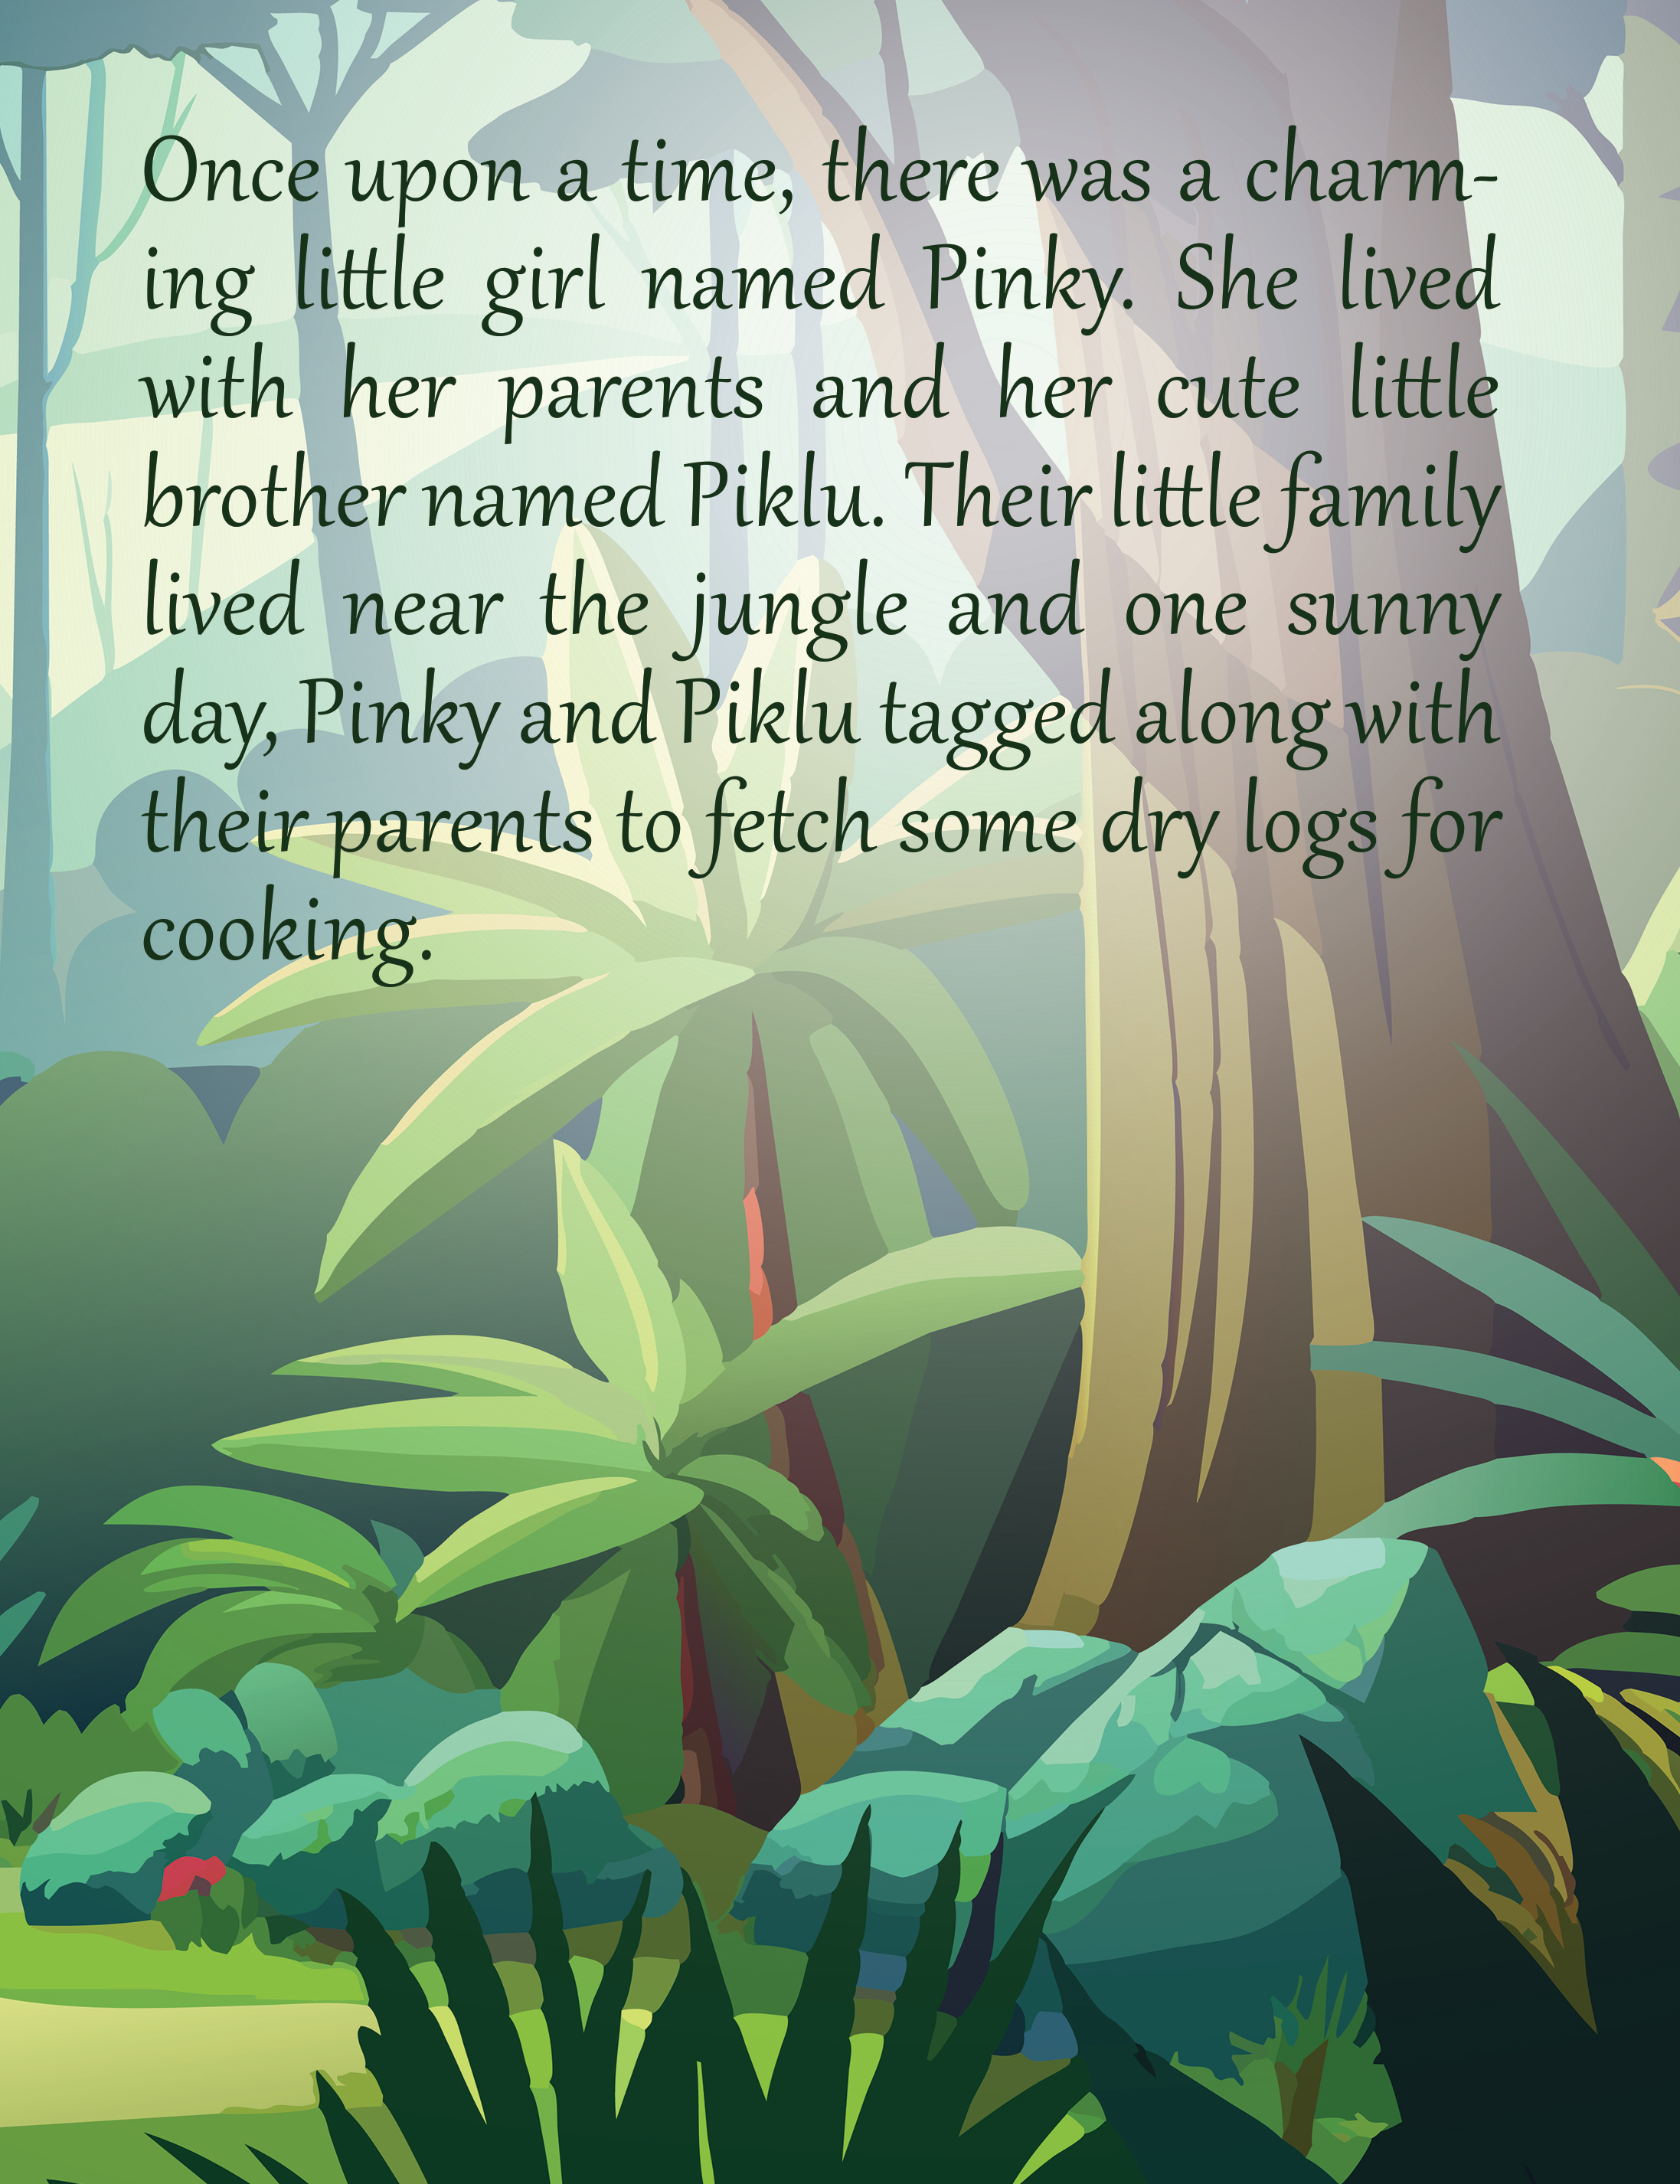 Once upon a time, there was a charm-
ing little girl named Pinky. She lived
with her parents and her cute little
brother named Piklu. Their little family
lived near the jungle and one sunny
day, Pinky and Piklu tagged along with
their parents to fetch some dry logs for
cooking.